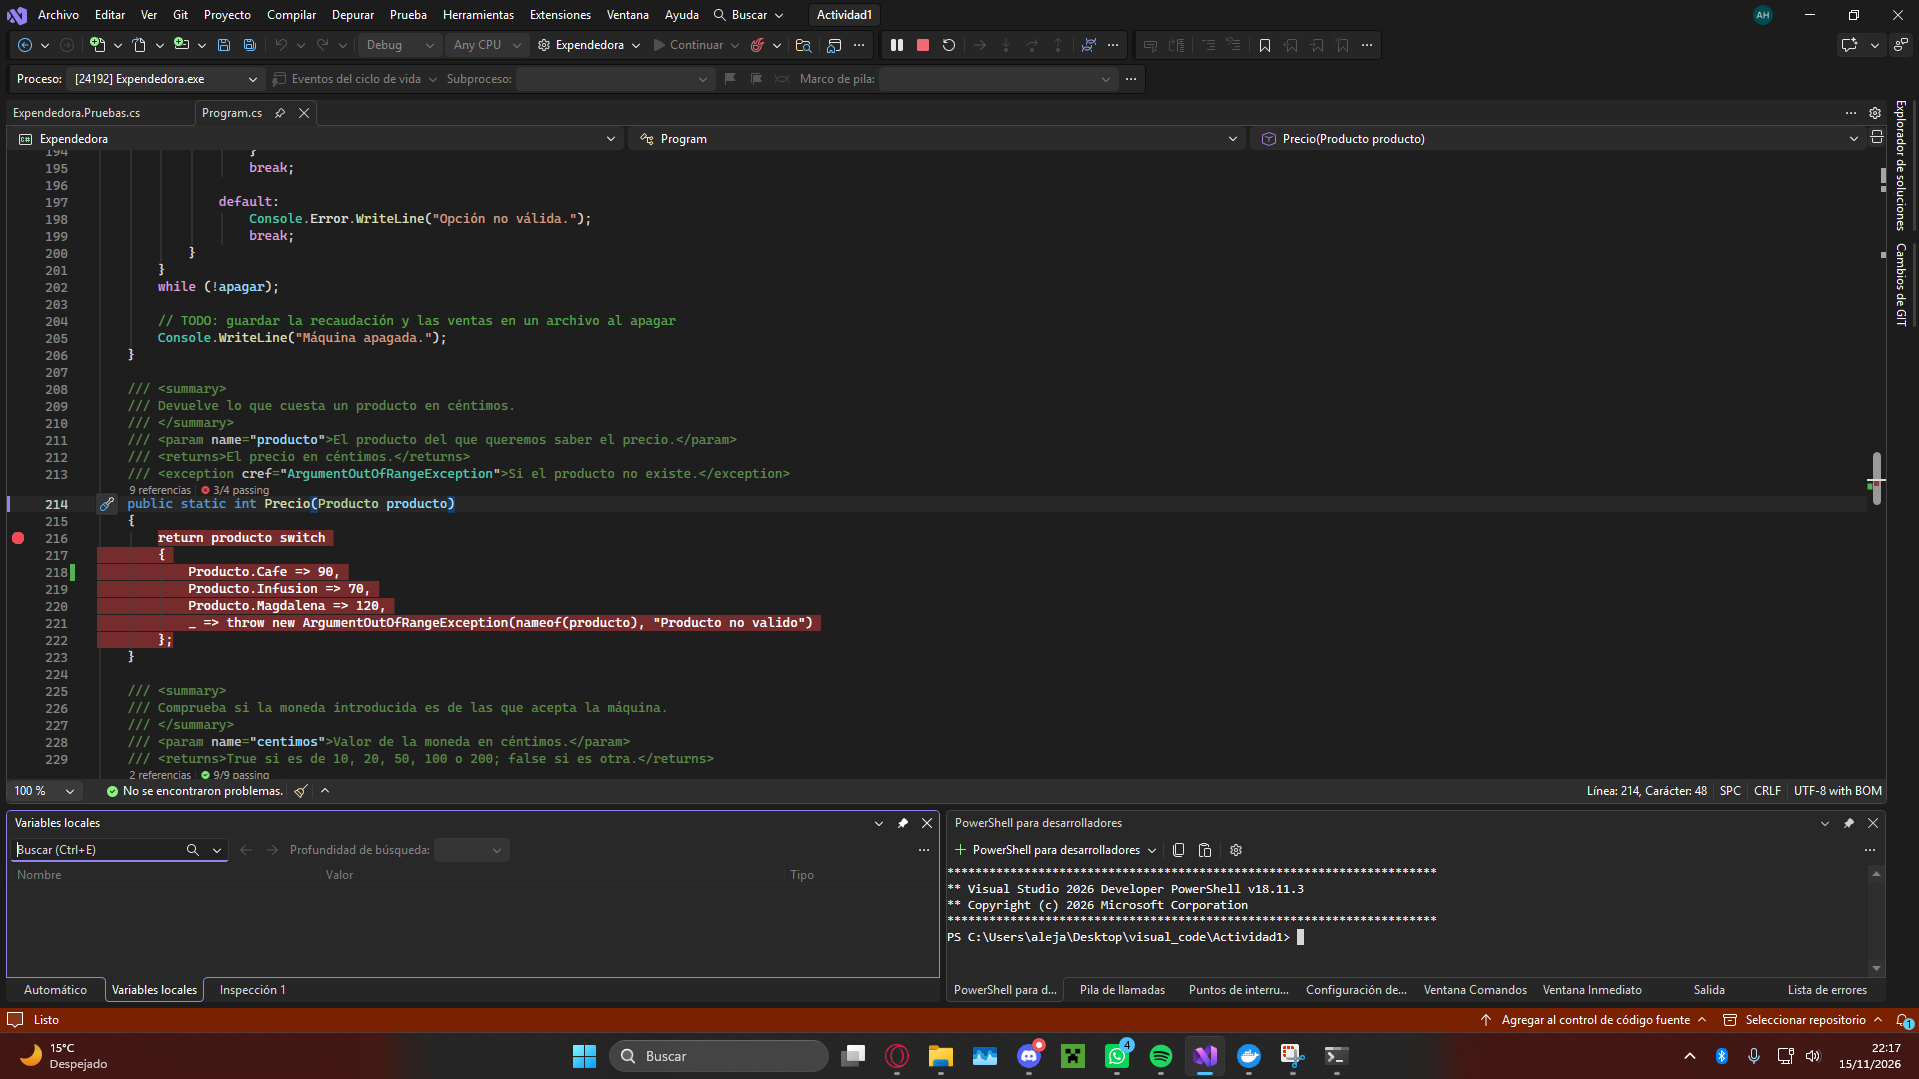 Archivo Editar Ver Git Proyecto Compilar Depurar Prueba Herramientas Extensiones Ventana Ayuda Buscar Actividad1 AH
Debug Any CPU Expendedora Continuar
Proceso: [24192] Expendedora.exe Eventos del ciclo de vida Subproceso: Marco de pila:
Expendedora.Pruebas.cs Program.cs
Expendedora Program Precio(Producto producto)
194 }
195 break;
196
197 default:
198 Console.Error.WriteLine("Opción no válida.");
199 break;
200 }
201 }
202 while (!apagar);
203
204 // TODO: guardar la recaudación y las ventas en un archivo al apagar
205 Console.WriteLine("Máquina apagada.");
206 }
207
208 /// <summary>
209 /// Devuelve lo que cuesta un producto en céntimos.
210 /// </summary>
211 /// <param name="producto">El producto del que queremos saber el precio.</param>
212 /// <returns>El precio en céntimos.</returns>
213 /// <exception cref="ArgumentOutOfRangeException">Si el producto no existe.</exception>
9 referencias | 3/4 passing
214 public static int Precio(Producto producto)
215 {
216 return producto switch
217 {
218 Producto.Cafe => 90,
219 Producto.Infusion => 70,
220 Producto.Magdalena => 120,
221 _ => throw new ArgumentOutOfRangeException(nameof(producto), "Producto no valido")
222 };
223 }
224
225 /// <summary>
226 /// Comprueba si la moneda introducida es de las que acepta la máquina.
227 /// </summary>
228 /// <param name="centimos">Valor de la moneda en céntimos.</param>
229 /// <returns>True si es de 10, 20, 50, 100 o 200; false si es otra.</returns>
2 referencias | 9/9 passing
Explorador de soluciones
Cambios de GIT
100 % No se encontraron problemas. Línea: 214, Carácter: 48 SPC CRLF UTF-8 with BOM
Variables locales
Buscar (Ctrl+E) Profundidad de búsqueda:
Nombre Valor Tipo
Automático Variables locales Inspección 1
PowerShell para desarrolladores
PowerShell para desarrolladores
**********************************************************************
** Visual Studio 2026 Developer PowerShell v18.11.3
** Copyright (c) 2026 Microsoft Corporation
**********************************************************************
PS C:\Users\aleja\Desktop\visual_code\Actividad1>
PowerShell para d... Pila de llamadas Puntos de interru... Configuración de... Ventana Comandos Ventana Inmediato Salida Lista de errores
Listo Agregar al control de código fuente Seleccionar repositorio 1
15°C
Despejado
Buscar
4
22:17
15/11/2026